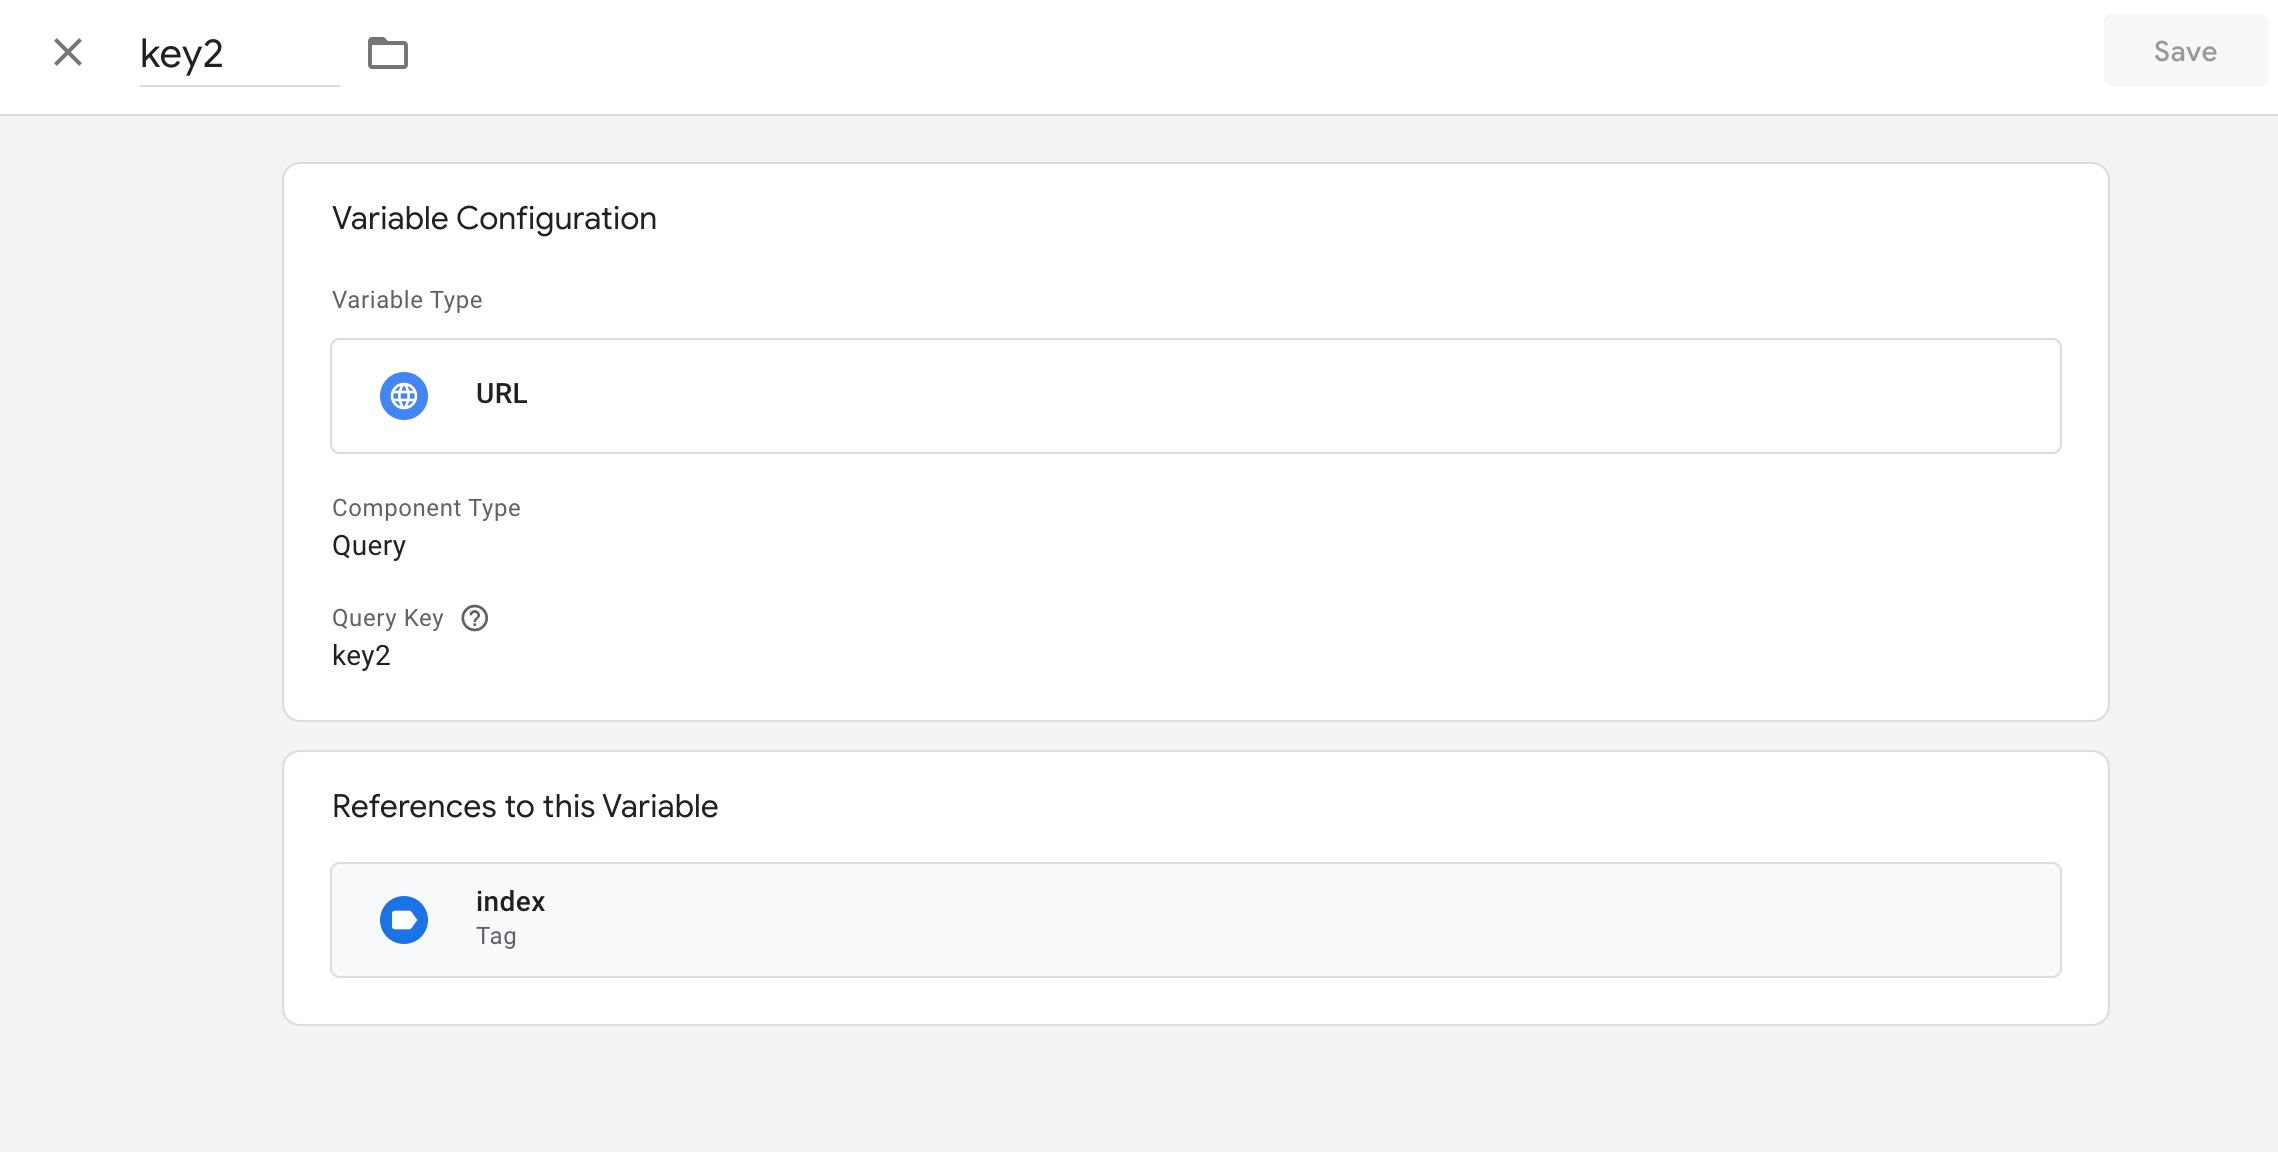 key2
Save
Variable Configuration
Variable Type
URL
Component Type
Query
Query Key
key2
References to this Variable
index
Tag